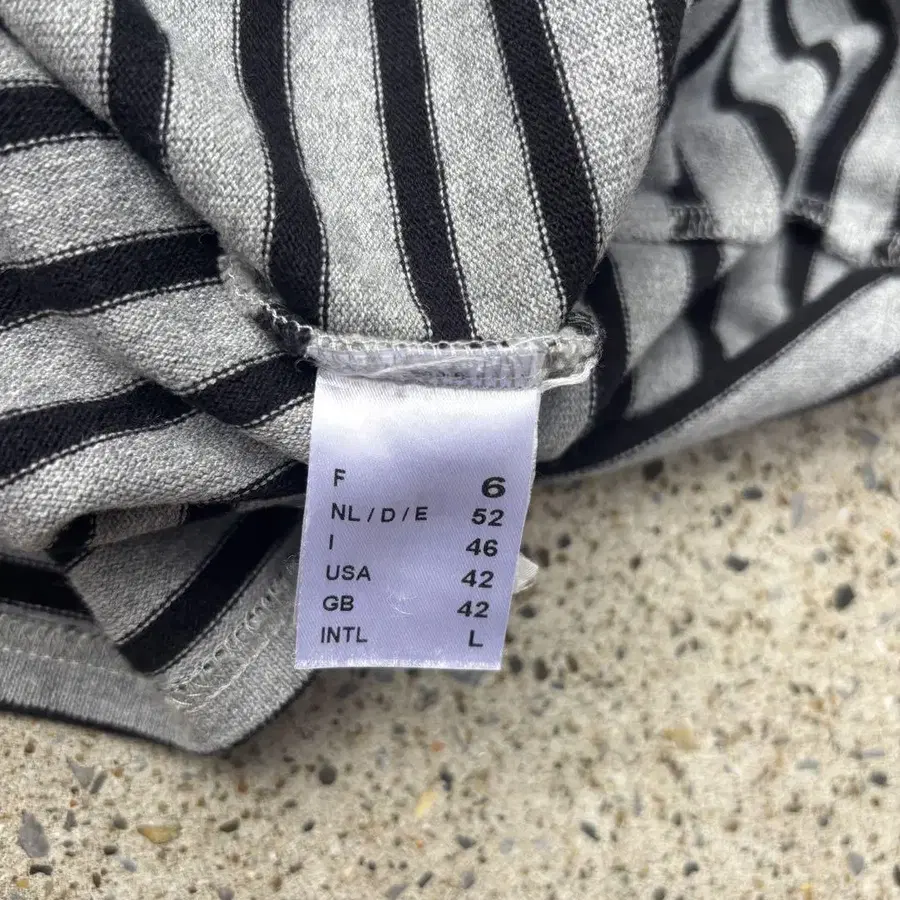 F 6
NL / D / E 52
I 46
USA 42
GB 42
INTL L